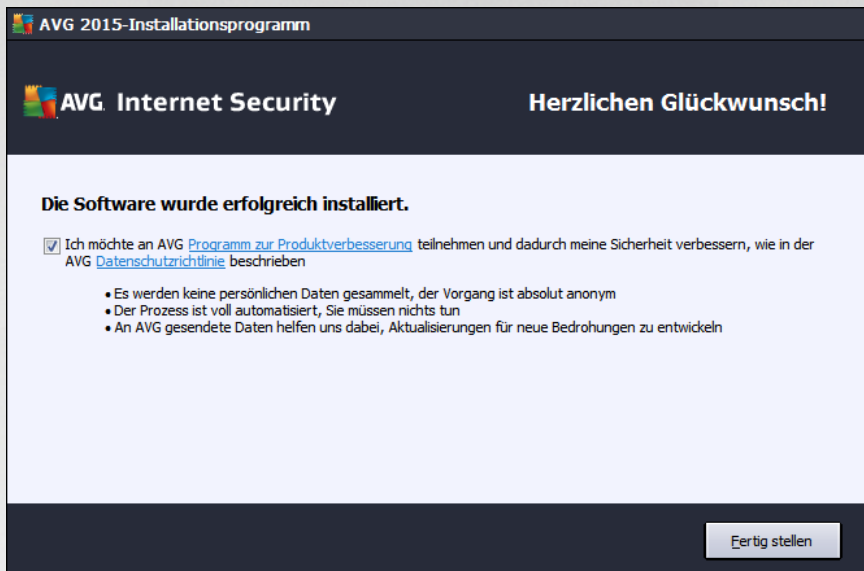 AVG 2015-Installationsprogramm
AVG Internet Security
Herzlichen Glückwunsch!
Die Software wurde erfolgreich installiert.
Ich möchte an AVG Programm zur Produktverbesserung teilnehmen und dadurch meine Sicherheit verbessern, wie in der
AVG Datenschutzrichtlinie beschrieben
• Es werden keine persönlichen Daten gesammelt, der Vorgang ist absolut anonym
• Der Prozess ist voll automatisiert, Sie müssen nichts tun
• An AVG gesendete Daten helfen uns dabei, Aktualisierungen für neue Bedrohungen zu entwickeln
Fertig stellen